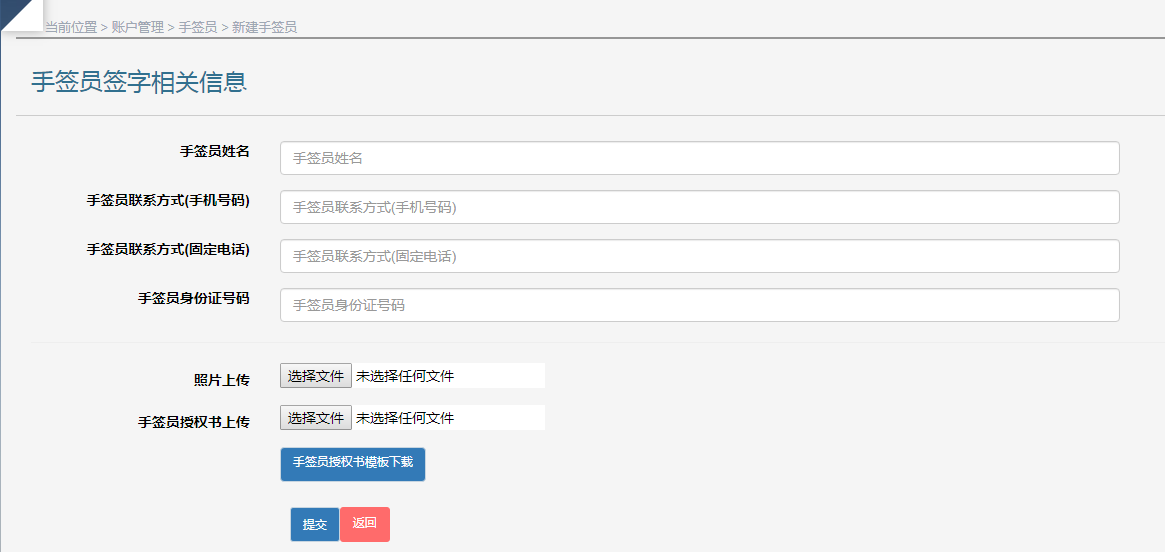 当前位置 > 账户管理 > 手签员 > 新建手签员
手签员签字相关信息
手签员姓名 手签员姓名
手签员联系方式(手机号码) 手签员联系方式(手机号码)
手签员联系方式(固定电话) 手签员联系方式(固定电话)
手签员身份证号码 手签员身份证号码
照片上传 选择文件 未选择任何文件
手签员授权书上传 选择文件 未选择任何文件
手签员授权书模板下载
提交 返回